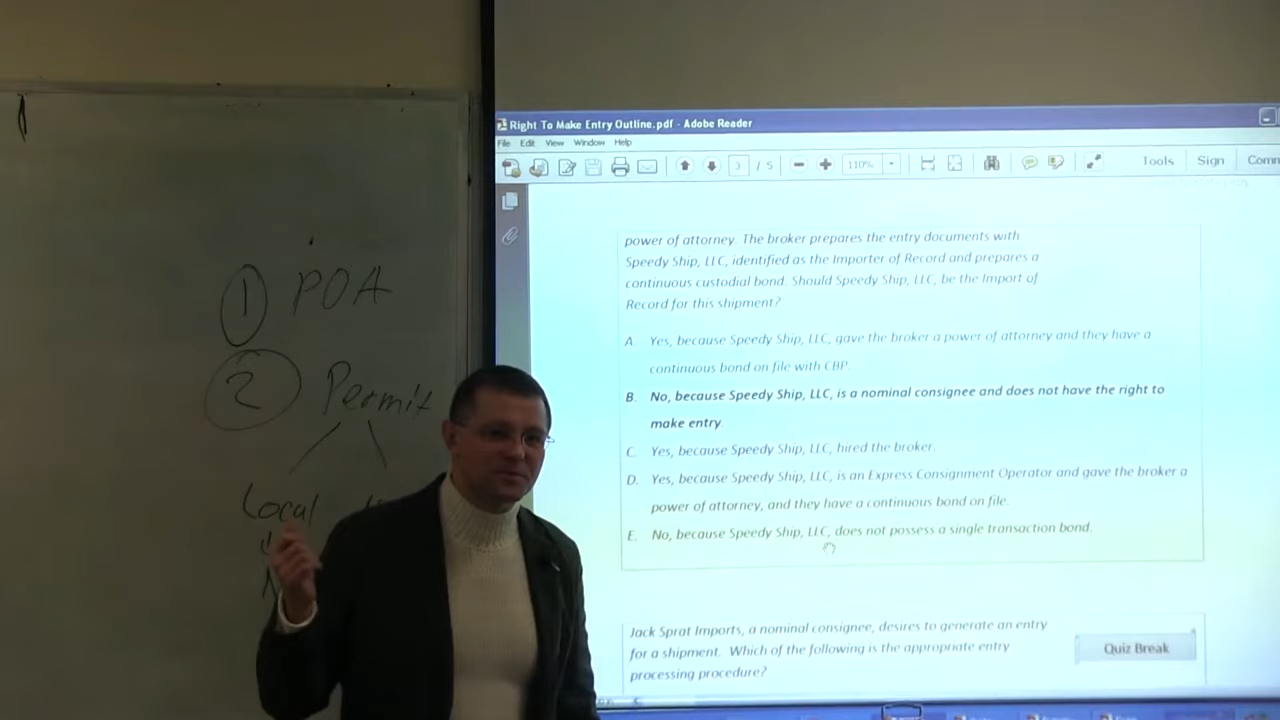 ① POA
② Permit
Local
Right To Make Entry Outline.pdf - Adobe Reader
File Edit View Window Help
3 / 5 110% Tools Sign Comm
power of attorney. The broker prepares the entry documents with
Speedy Ship, LLC, identified as the Importer of Record and prepares a
continuous custodial bond. Should Speedy Ship, LLC, be the Import of
Record for this shipment?
A. Yes, because Speedy Ship, LLC, gave the broker a power of attorney and they have a
continuous bond on file with CBP.
B. No, because Speedy Ship, LLC, is a nominal consignee and does not have the right to
make entry.
C. Yes, because Speedy Ship, LLC, hired the broker.
D. Yes, because Speedy Ship, LLC, is an Express Consignment Operator and gave the broker a
power of attorney, and they have a continuous bond on file.
E. No, because Speedy Ship, LLC, does not possess a single transaction bond.
Jack Sprat Imports, a nominal consignee, desires to generate an entry
for a shipment. Which of the following is the appropriate entry
processing procedure?
Quiz Break